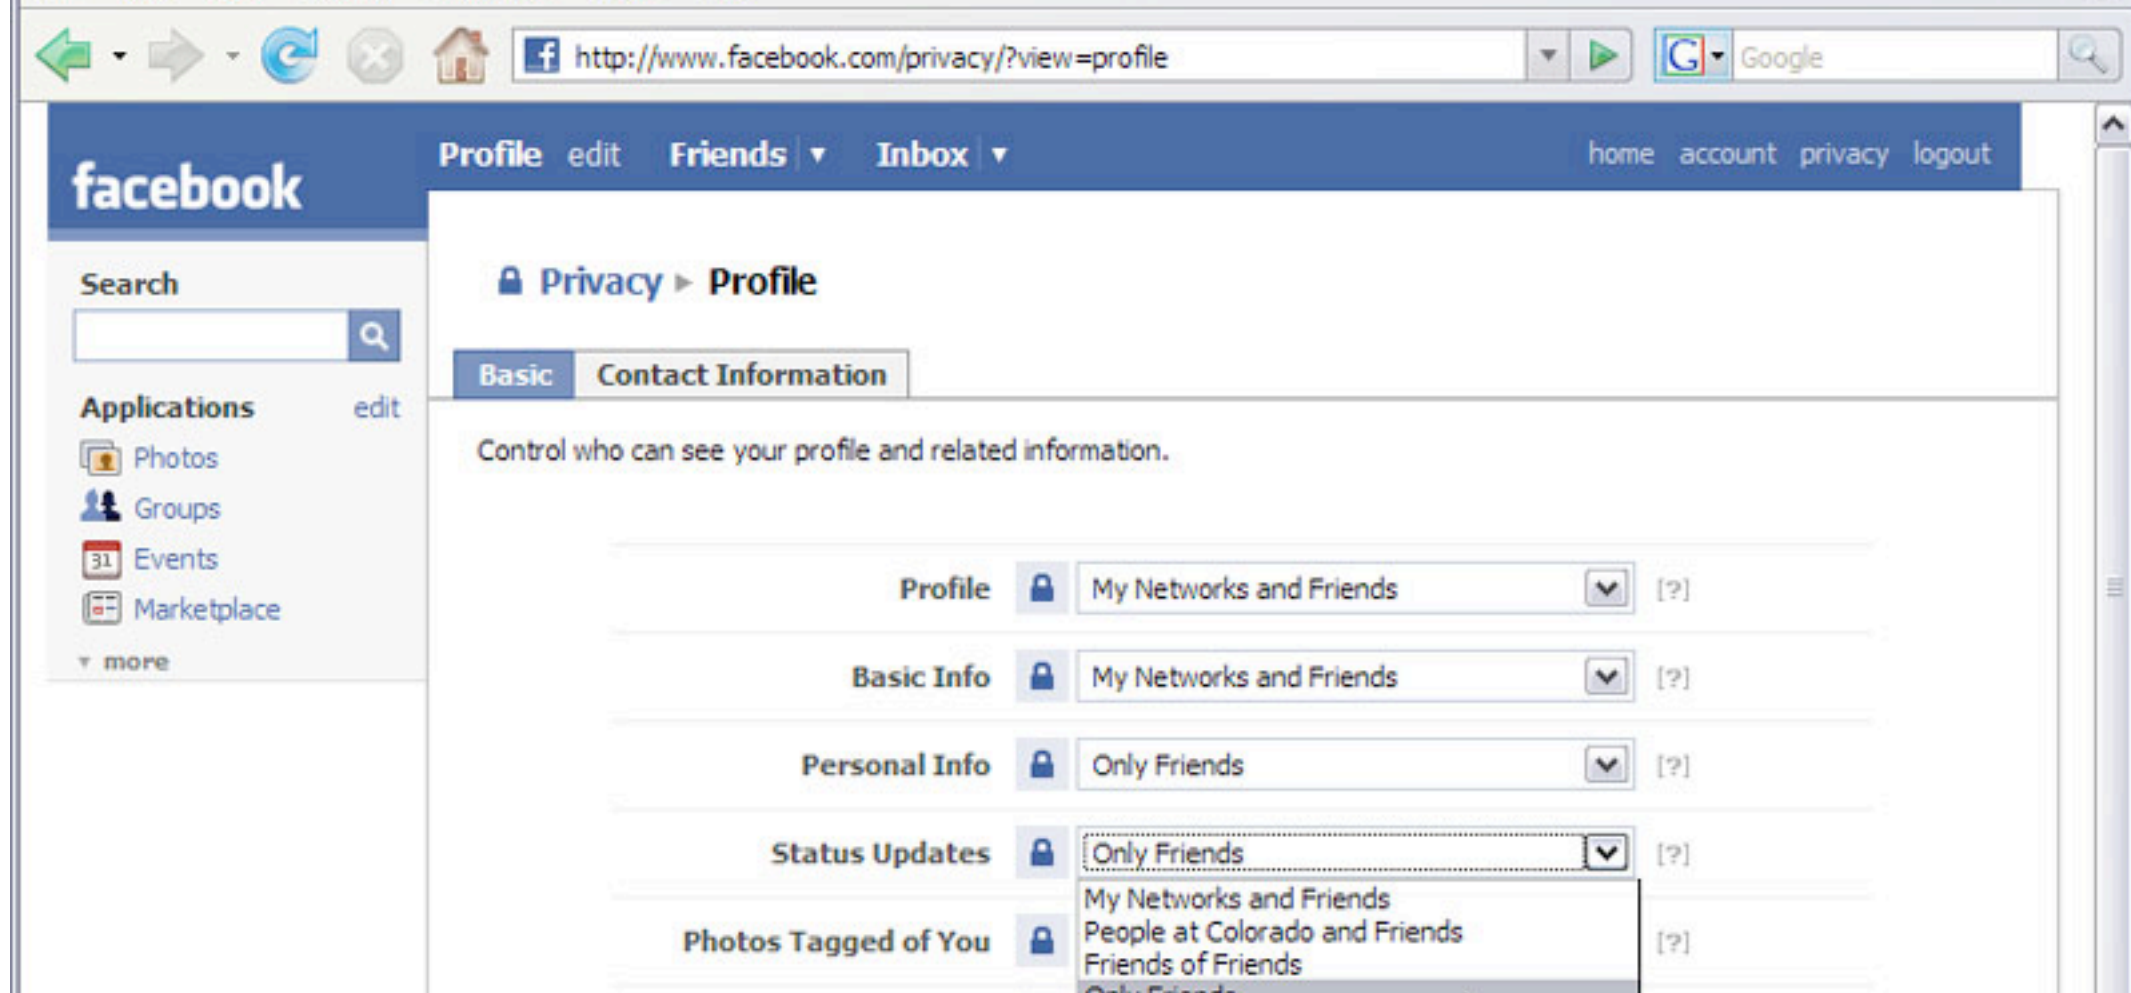 http://www.facebook.com/privacy/?view=profile
Google
facebook
Profile edit Friends Inbox
home account privacy logout
Search
Applications edit
Photos
Groups
31 Events
Marketplace
more
Privacy ▸ Profile
Basic Contact Information
Control who can see your profile and related information.
Profile My Networks and Friends [?]
Basic Info My Networks and Friends [?]
Personal Info Only Friends [?]
Status Updates Only Friends [?]
My Networks and Friends
Photos Tagged of You People at Colorado and Friends [?]
Friends of Friends
Only Friends